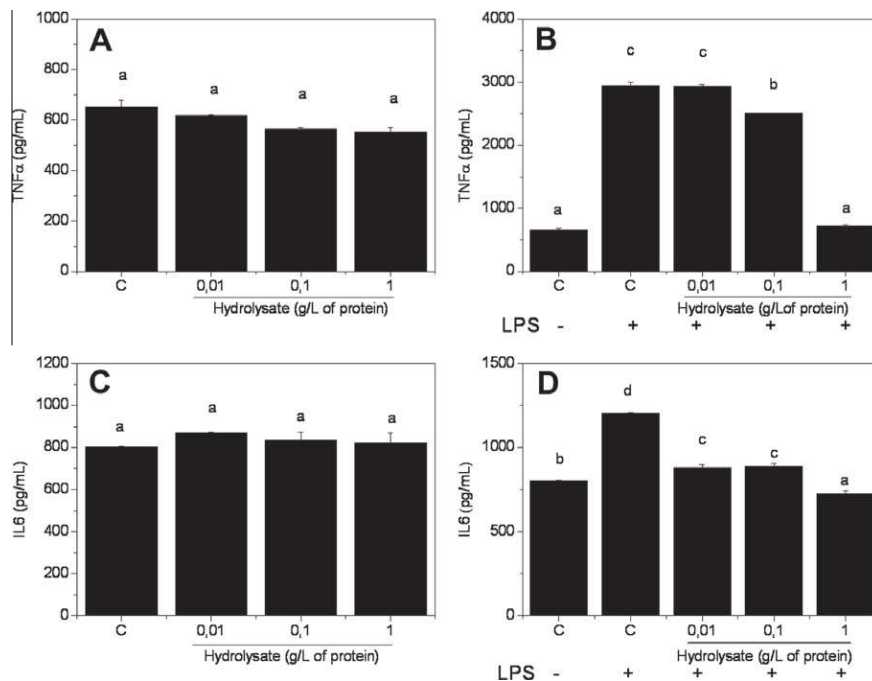 A
TNFα (pg/mL)
1000
800
600
400
200
0
a a a a
C 0,01 0,1 1
Hydrolysate (g/L of protein)
B
TNFα (pg/mL)
4000
3000
2000
1000
0
a c c b a
C C 0,01 0,1 1
Hydrolysate (g/Lof protein)
LPS - + + + +
C
IL6 (pg/mL)
1200
1000
800
600
400
200
0
a a a a
C 0,01 0,1 1
Hydrolysate (g/L of protein)
D
IL6 (pg/mL)
1500
1000
500
0
b d c c a
C C 0,01 0,1 1
Hydrolysate (g/L of protein)
LPS - + + + +